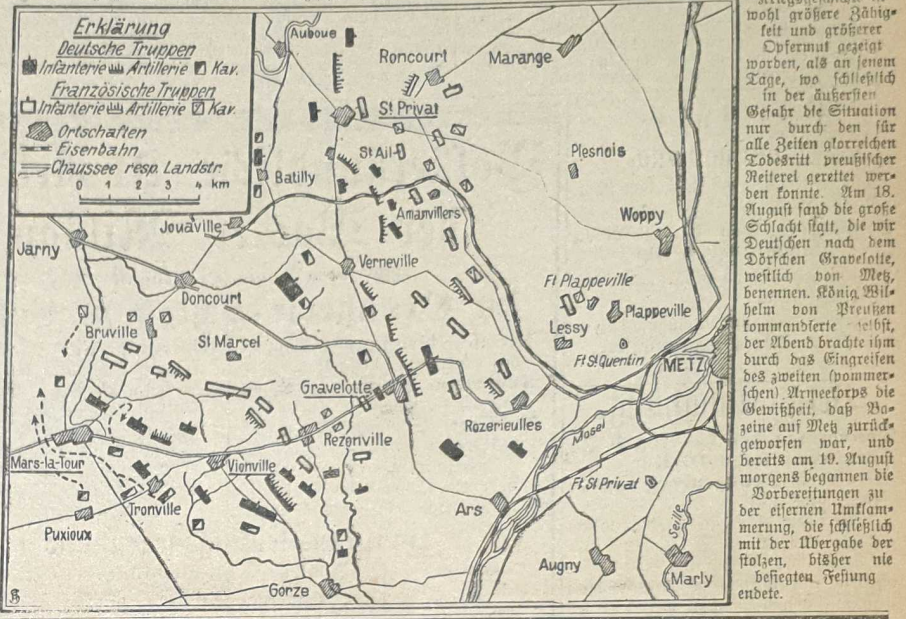 Erklärung
Deutsche Truppen
Infanterie Artillerie Kav.
Französische Truppen
Infanterie Artillerie Kav.
Ortschaften
Eisenbahn
Chaussee resp. Landstr.
0 1 2 3 4 km
Auboue
Roncourt
Marange
St Privat
St Ail
Batilly
Plesnois
Amanvillers
Woppy
Jouaville
Jarny
Verneville
Doncourt
Ft Plappeville
Plappeville
Bruville
St Marcel
Lessy
Ft St Quentin
METZ
Gravelotte
Rozerieulles
Mosel
Rezonville
Mars-la-Tour
Vionville
Tronville
Ft St Privat
Puxioux
Ars
Seille
Augny
Marly
Gorze
wohl größere Zähig-
keit und größerer
Opfermut gezeigt
worden, als an jenem
Tage, wo schließlich
in der äußersten
Gefahr die Situation
nur durch den für
alle Zeiten glorreichen
Todesritt preußischer
Reiterei gerettet wer-
den konnte. Am 18.
August fand die große
Schlacht statt, die wir
Deutschen nach dem
Dörfchen Gravelotte,
westlich von Metz,
benennen. König Wil-
helm von Preußen
kommandierte selbst,
der Abend brachte ihm
durch das Eingreifen
des zweiten (pommer-
schen) Armeekorps die
Gewißheit, daß Ba-
zeine auf Metz zurück-
geworfen war, und
bereits am 19. August
morgens begannen die
Vorbereitungen zu
der eisernen Umklam-
merung, die schließlich
mit der Übergabe der
stolzen, bisher nie
besiegten Festung
endete.